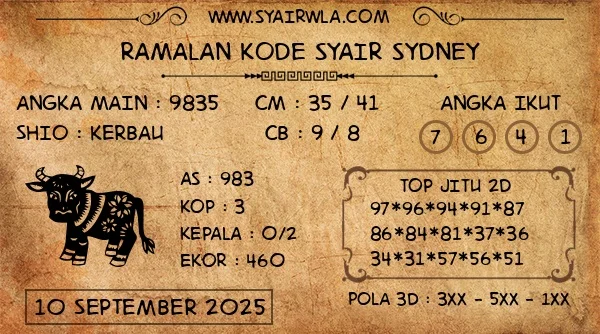 WWW.SYAIRWLA.COM
RAMALAN KODE SYAIR SYDNEY
ANGKA MAIN : 9835 CM : 35 / 41 ANGKA IKUT
SHIO : KERBAU CB : 9 / 8 7 6 4 1
AS : 983
KOP : 3
KEPALA : 0/2
EKOR : 460
TOP JITU 2D
97*96*94*91*87
86*84*81*37*36
34*31*57*56*51
10 SEPTEMBER 2025
POLA 3D : 3XX - 5XX - 1XX